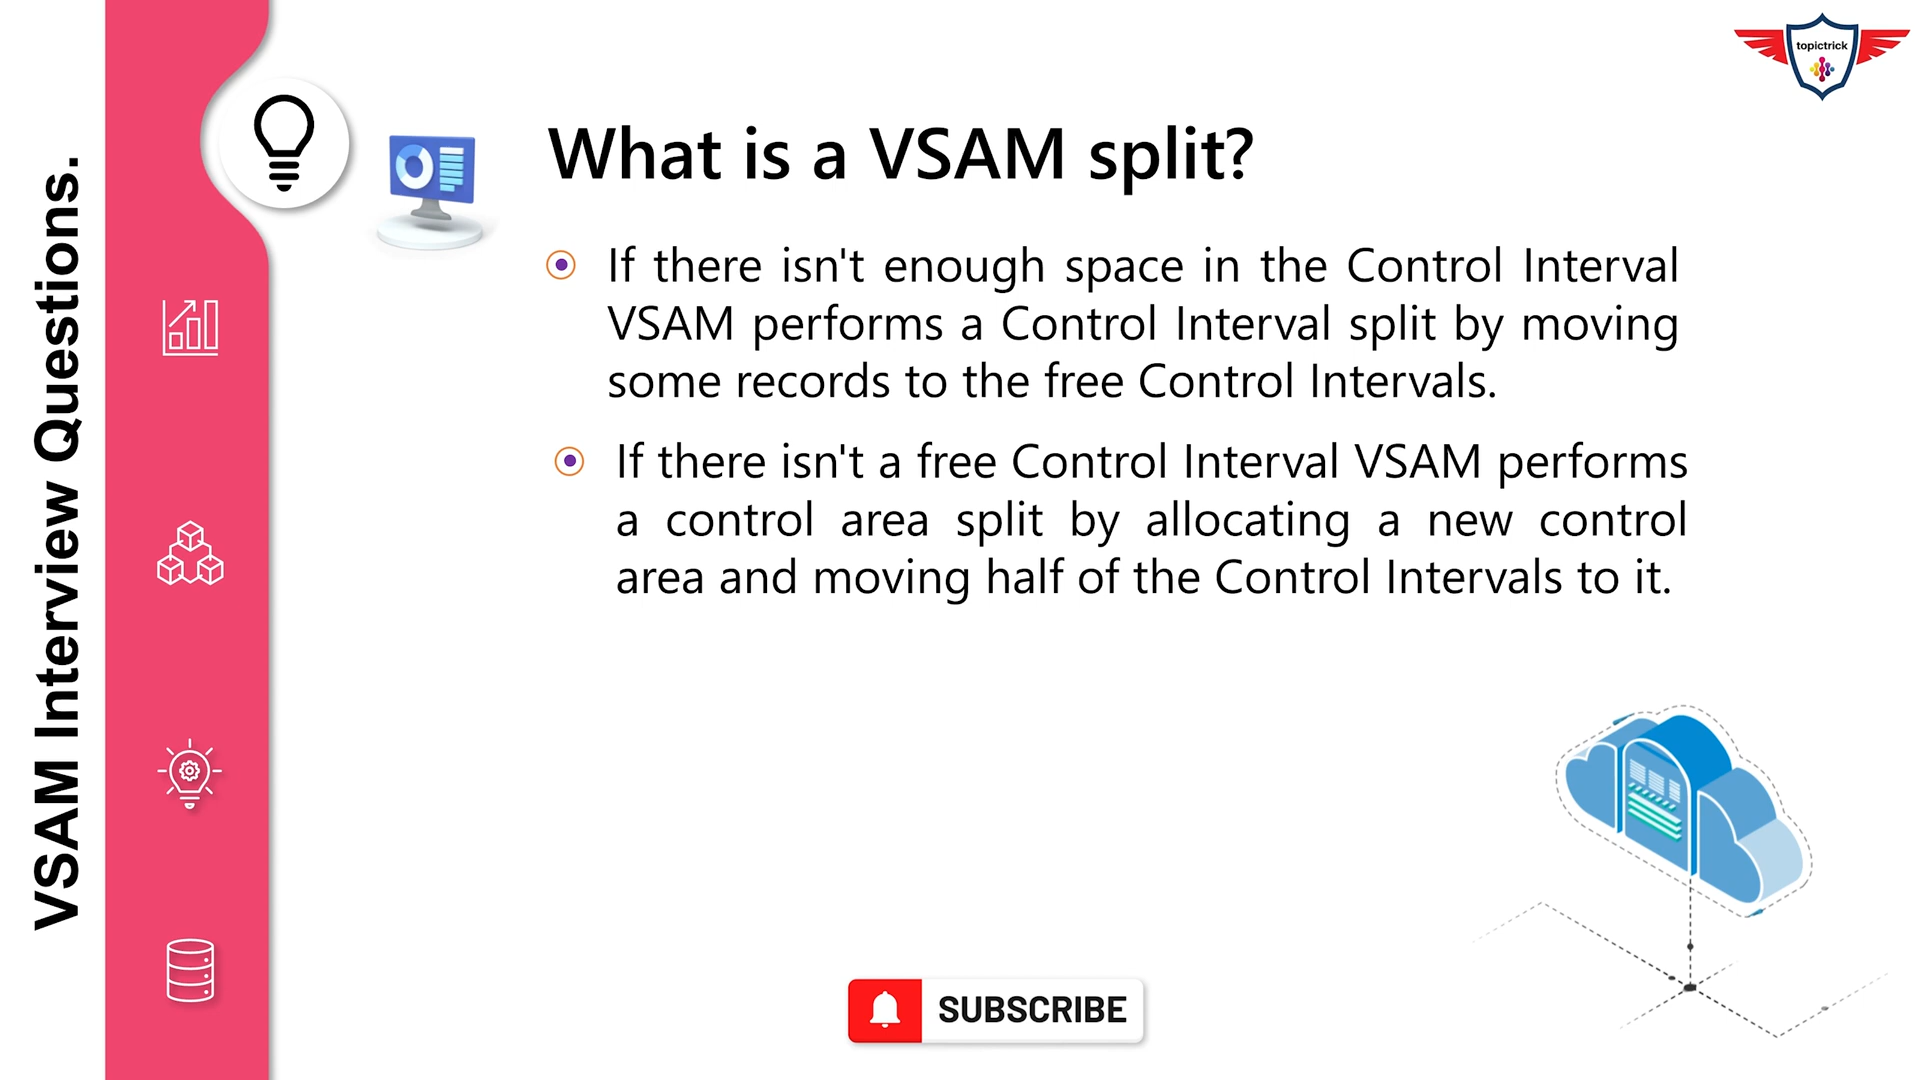 VSAM Interview Questions.
topictrick
What is a VSAM split?
If there isn't enough space in the Control Interval
VSAM performs a Control Interval split by moving
some records to the free Control Intervals.
If there isn't a free Control Interval VSAM performs
a control area split by allocating a new control
area and moving half of the Control Intervals to it.
SUBSCRIBE